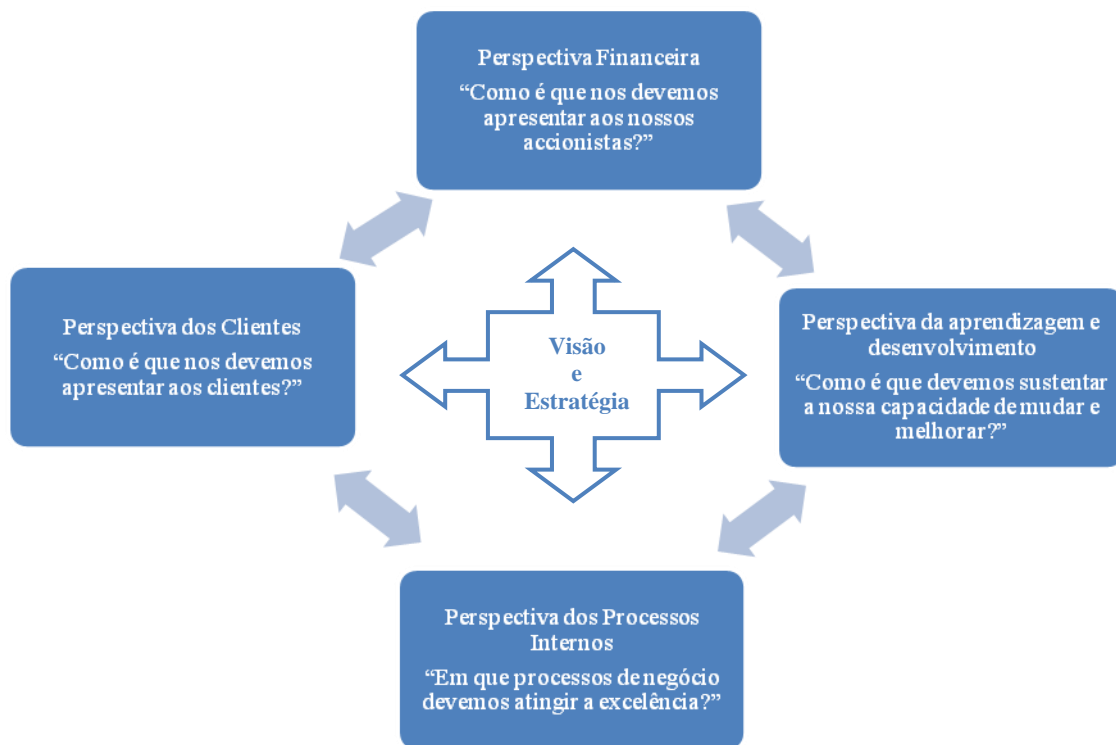 Perspectiva Financeira
“Como é que nos devemos
apresentar aos nossos
accionistas?”
Perspectiva dos Clientes
“Como é que nos devemos
apresentar aos clientes?”
Visão
e
Estratégia
Perspectiva da aprendizagem e
desenvolvimento
“Como é que devemos sustentar
a nossa capacidade de mudar e
melhorar?”
Perspectiva dos Processos
Internos
“Em que processos de negócio
devemos atingir a excelência?”